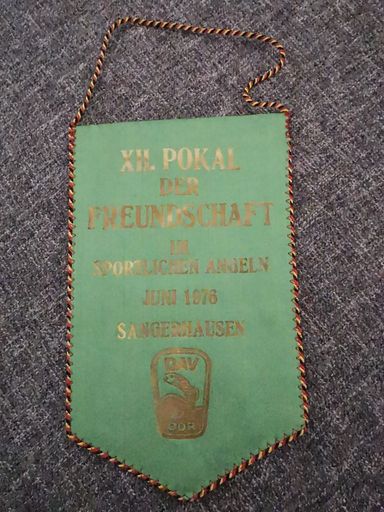 XII. POKAL
DER
FREUNDSCHAFT
IM
SPORTLICHEN ANGELN
JUNI 1976
SANGERHAUSEN
DAV
DDR